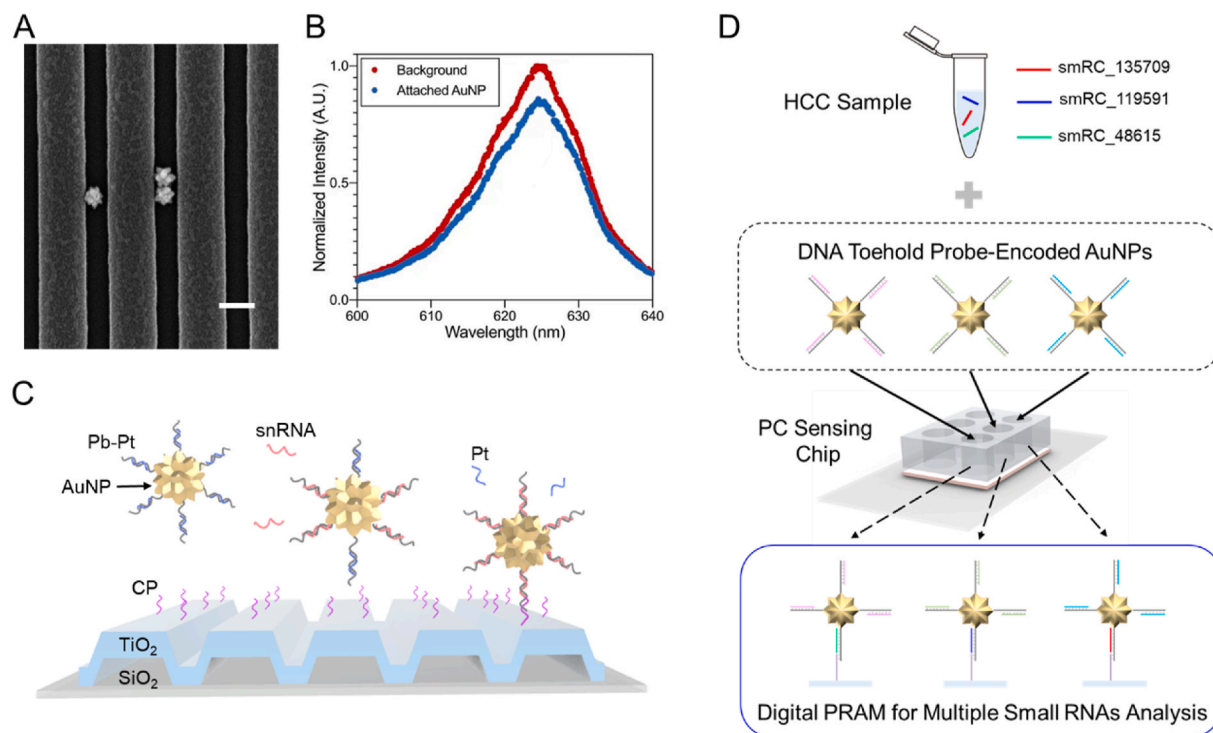 A
B
1.0
0.5
0.0
Normalized Intensity (A.U.)
Background
Attached AuNP
600
610
620
630
640
Wavelength (nm)
C
Pb-Pt
snRNA
Pt
AuNP
CP
TiO₂
SiO₂
D
HCC Sample
smRC_135709
smRC_119591
smRC_48615
DNA Toehold Probe-Encoded AuNPs
PC Sensing
Chip
Digital PRAM for Multiple Small RNAs Analysis